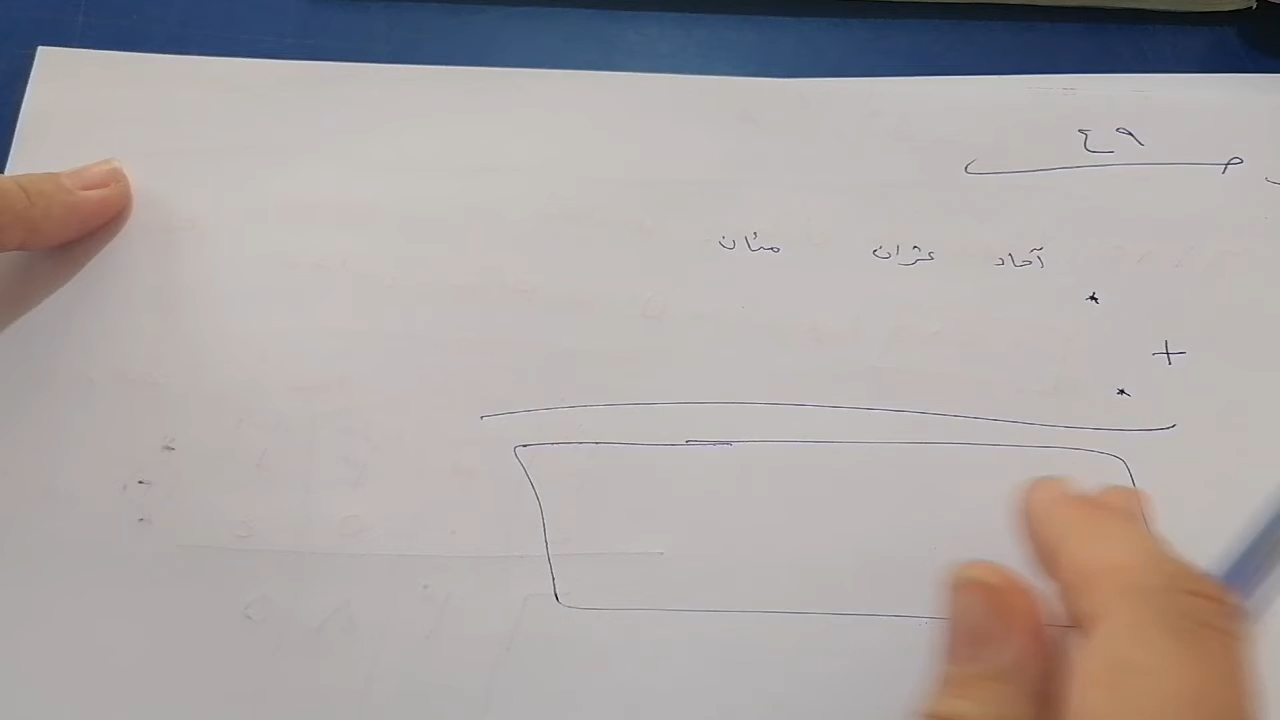 ص ٤٩
آحاد عشرات مئات
*
+
*